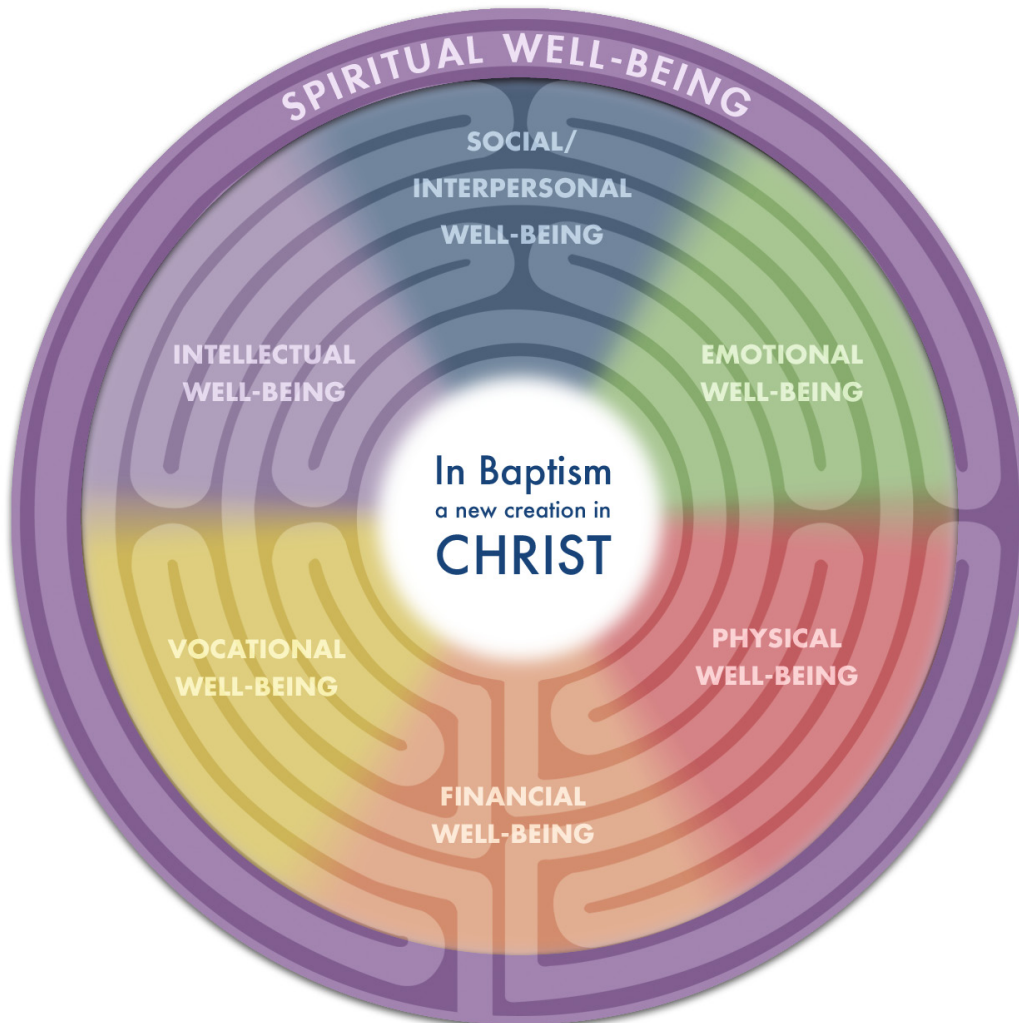 SPIRITUAL WELL-BEING
SOCIAL/
INTERPERSONAL
WELL-BEING
INTELLECTUAL
WELL-BEING
EMOTIONAL
WELL-BEING
In Baptism
a new creation in
CHRIST
VOCATIONAL
WELL-BEING
PHYSICAL
WELL-BEING
FINANCIAL
WELL-BEING